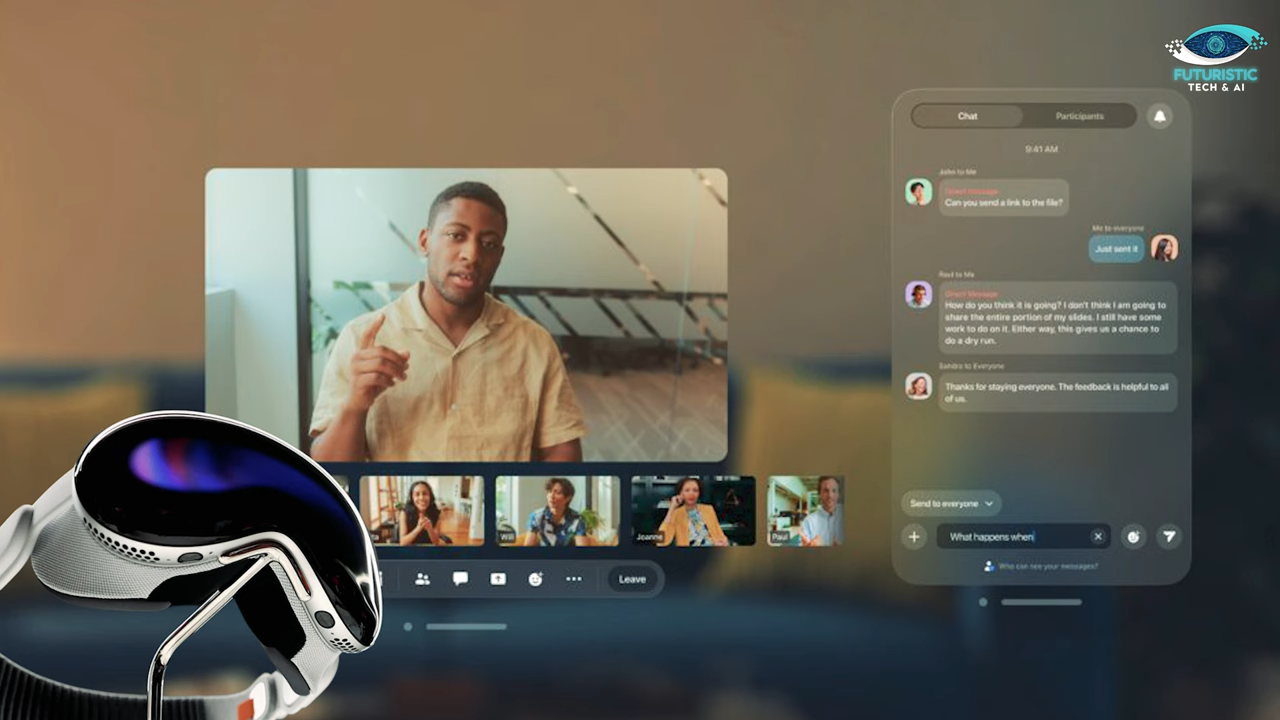 FUTURISTIC
TECH & AI
Chat
Participants
9:41 AM
John to Me
Direct Message
Can you send a link to the file?
Me to everyone
Just sent it
Raul to Me
Direct Message
How do you think it is going? I don't think I am going to
share the entire portion of my slides. I still have some
work to do on it. Either way, this gives us a chance to
do a dry run.
Sandra to Everyone
Thanks for staying everyone. The feedback is helpful to all
of us.
Will
Joanne
Paul
Send to everyone
What happens when
Who can see your messages?
Leave